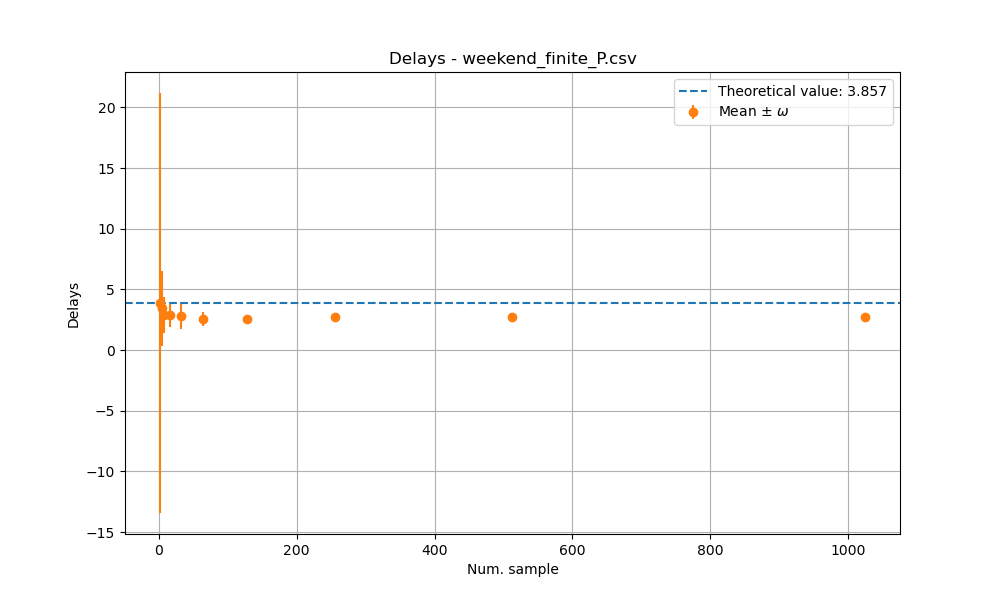 Delays - weekend_finite_P.csv
Theoretical value: 3.857
Mean ± ω
20
15
10
5
0
−5
−10
−15
Delays
0 200 400 600 800 1000
Num. sample